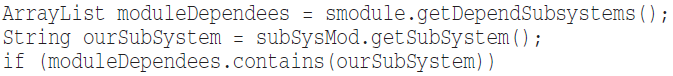 ArrayList moduleDependees = smodule.getDependSubsystems();
String ourSubSystem = subSysMod.getSubSystem();
if (moduleDependees.contains(ourSubSystem))